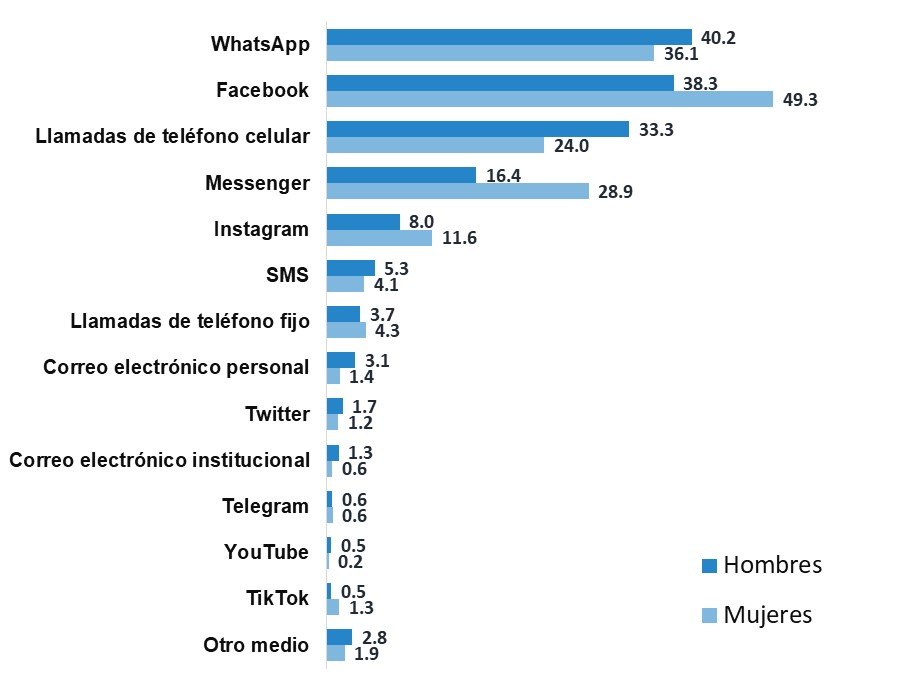 WhatsApp
40.2
36.1
Facebook
38.3
49.3
Llamadas de teléfono celular
33.3
24.0
Messenger
16.4
28.9
Instagram
8.0
11.6
SMS
5.3
4.1
Llamadas de teléfono fijo
3.7
4.3
Correo electrónico personal
3.1
1.4
Twitter
1.7
1.2
Correo electrónico institucional
1.3
0.6
Telegram
0.6
0.6
YouTube
0.5
0.2
TikTok
0.5
1.3
Otro medio
2.8
1.9
Hombres
Mujeres